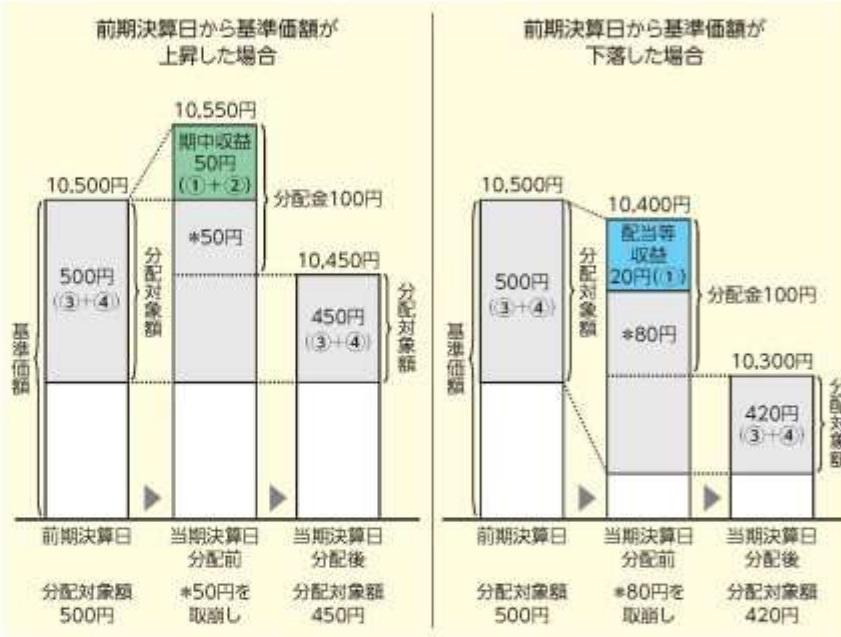 前期決算日から基準価額が
上昇した場合
10,550円
期中収益
50円
(①+②)
10,500円
分配金100円
*50円
10,450円
500円
(③+④)
分配対象額
450円
(③+④)
分配対象額
基準価額
前期決算日
当期決算日
分配前
当期決算日
分配後
分配対象額
500円
*50円を
取崩し
分配対象額
450円
前期決算日から基準価額が
下落した場合
10,500円
10,400円
配当等
収益
20円(①)
500円
(③+④)
分配対象額
分配金100円
*80円
10,300円
420円
(③+④)
分配対象額
基準価額
前期決算日
当期決算日
分配前
当期決算日
分配後
分配対象額
500円
*80円を
取崩し
分配対象額
420円